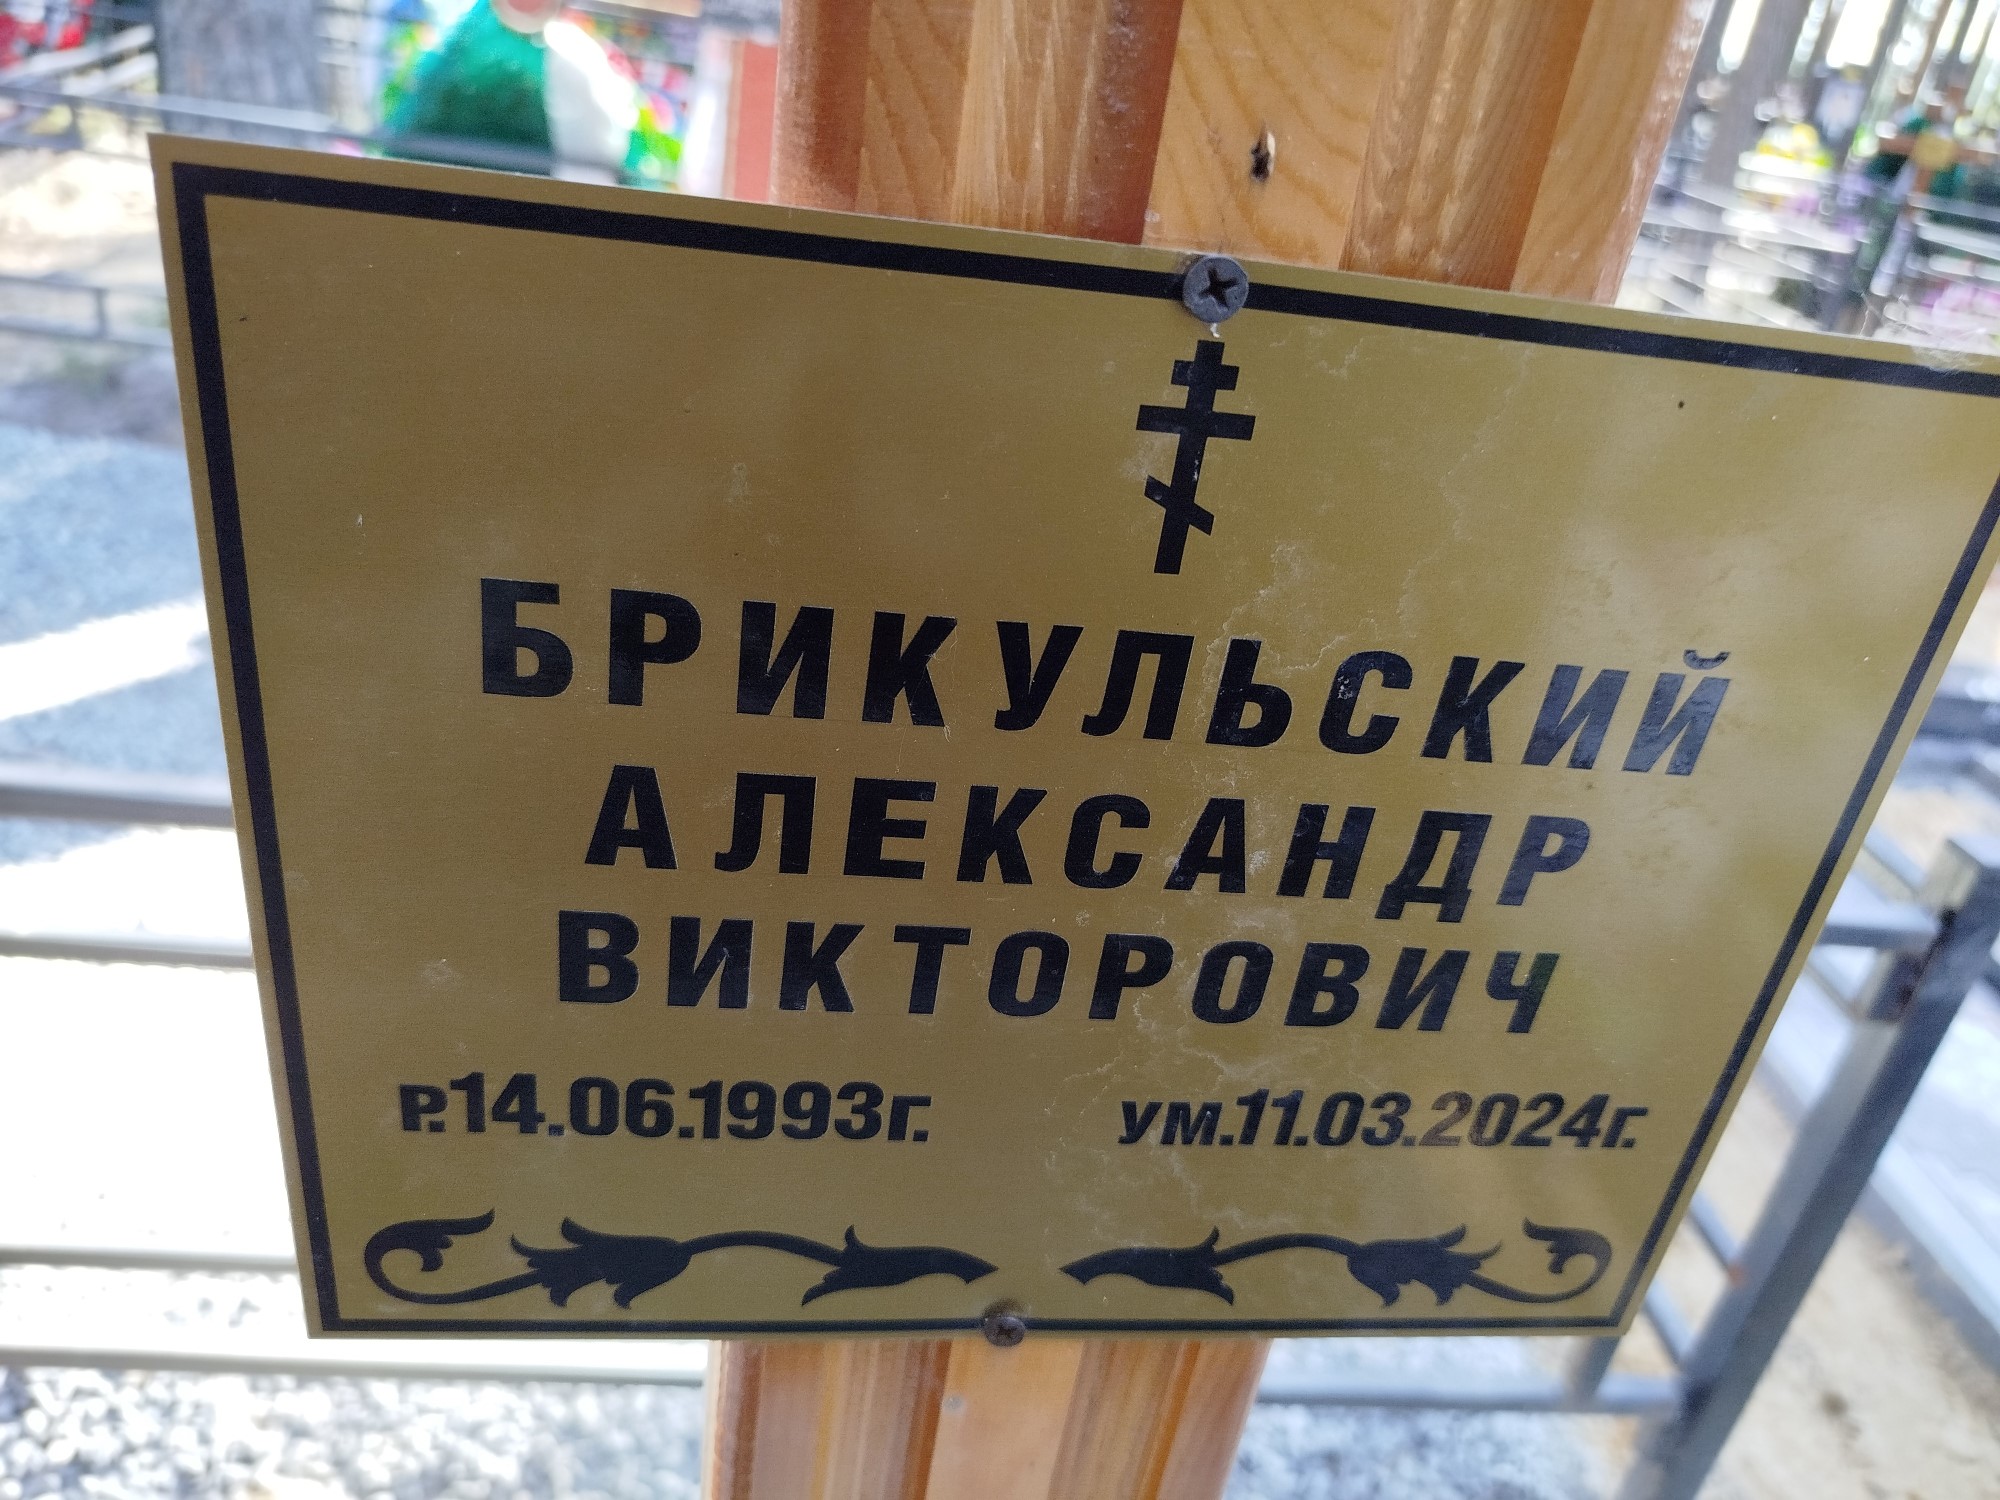 БРИКУЛЬСКИЙ
АЛЕКСАНДР
ВИКТОРОВИЧ
Р.14.06.1993г. ум.11.03.2024г.